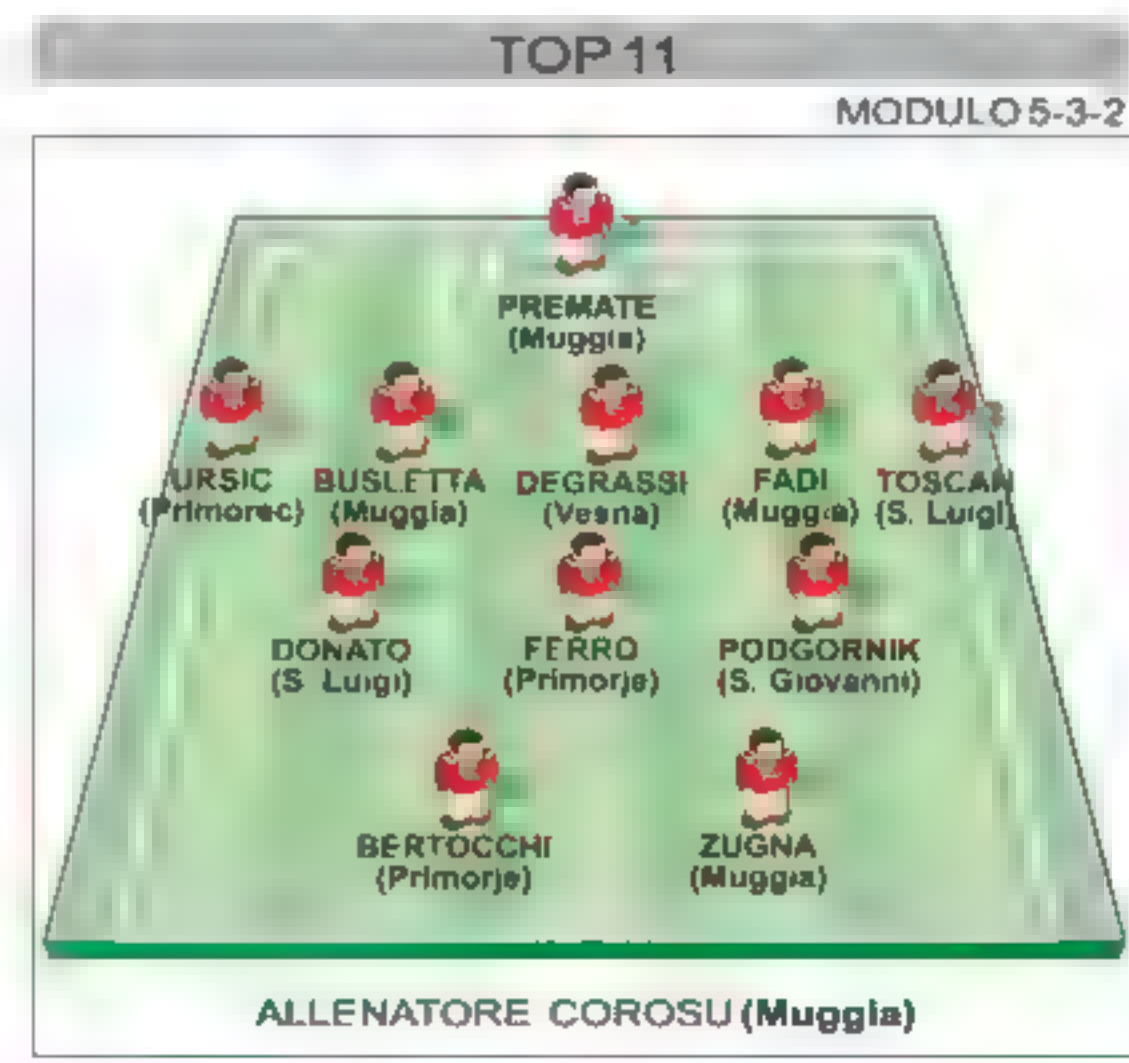 TOP 11
MODULO 5-3-2
PREMATE
(Muggia)
URSIC BUSLETTA DEGRASSI FADI TOSCAN
(Primorec) (Muggia) (Vesna) (Muggia) (S. Luigi)
DONATO FERRO PODGORNIK
(S. Luigi) (Primorje) (S. Giovanni)
BERTOCCHI ZUGNA
(Primorje) (Muggia)
ALLENATORE COROSU (Muggia)